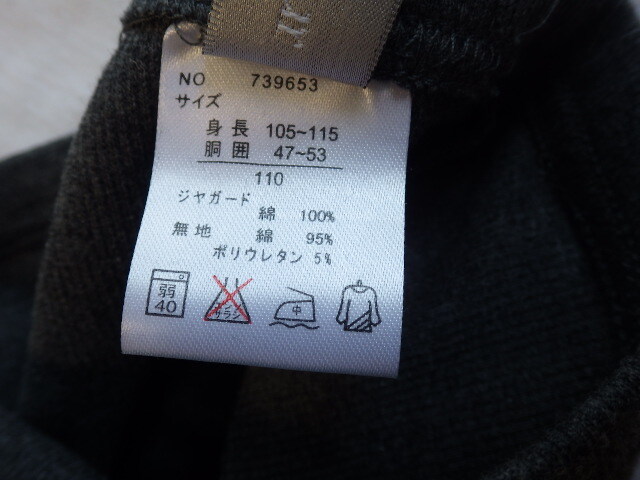 NO 739653
サイズ
身長 105~115
胴囲 47~53
110
ジヤガード
綿 100%
無地 綿 95%
ポリウレタン 5%
弱
40
中